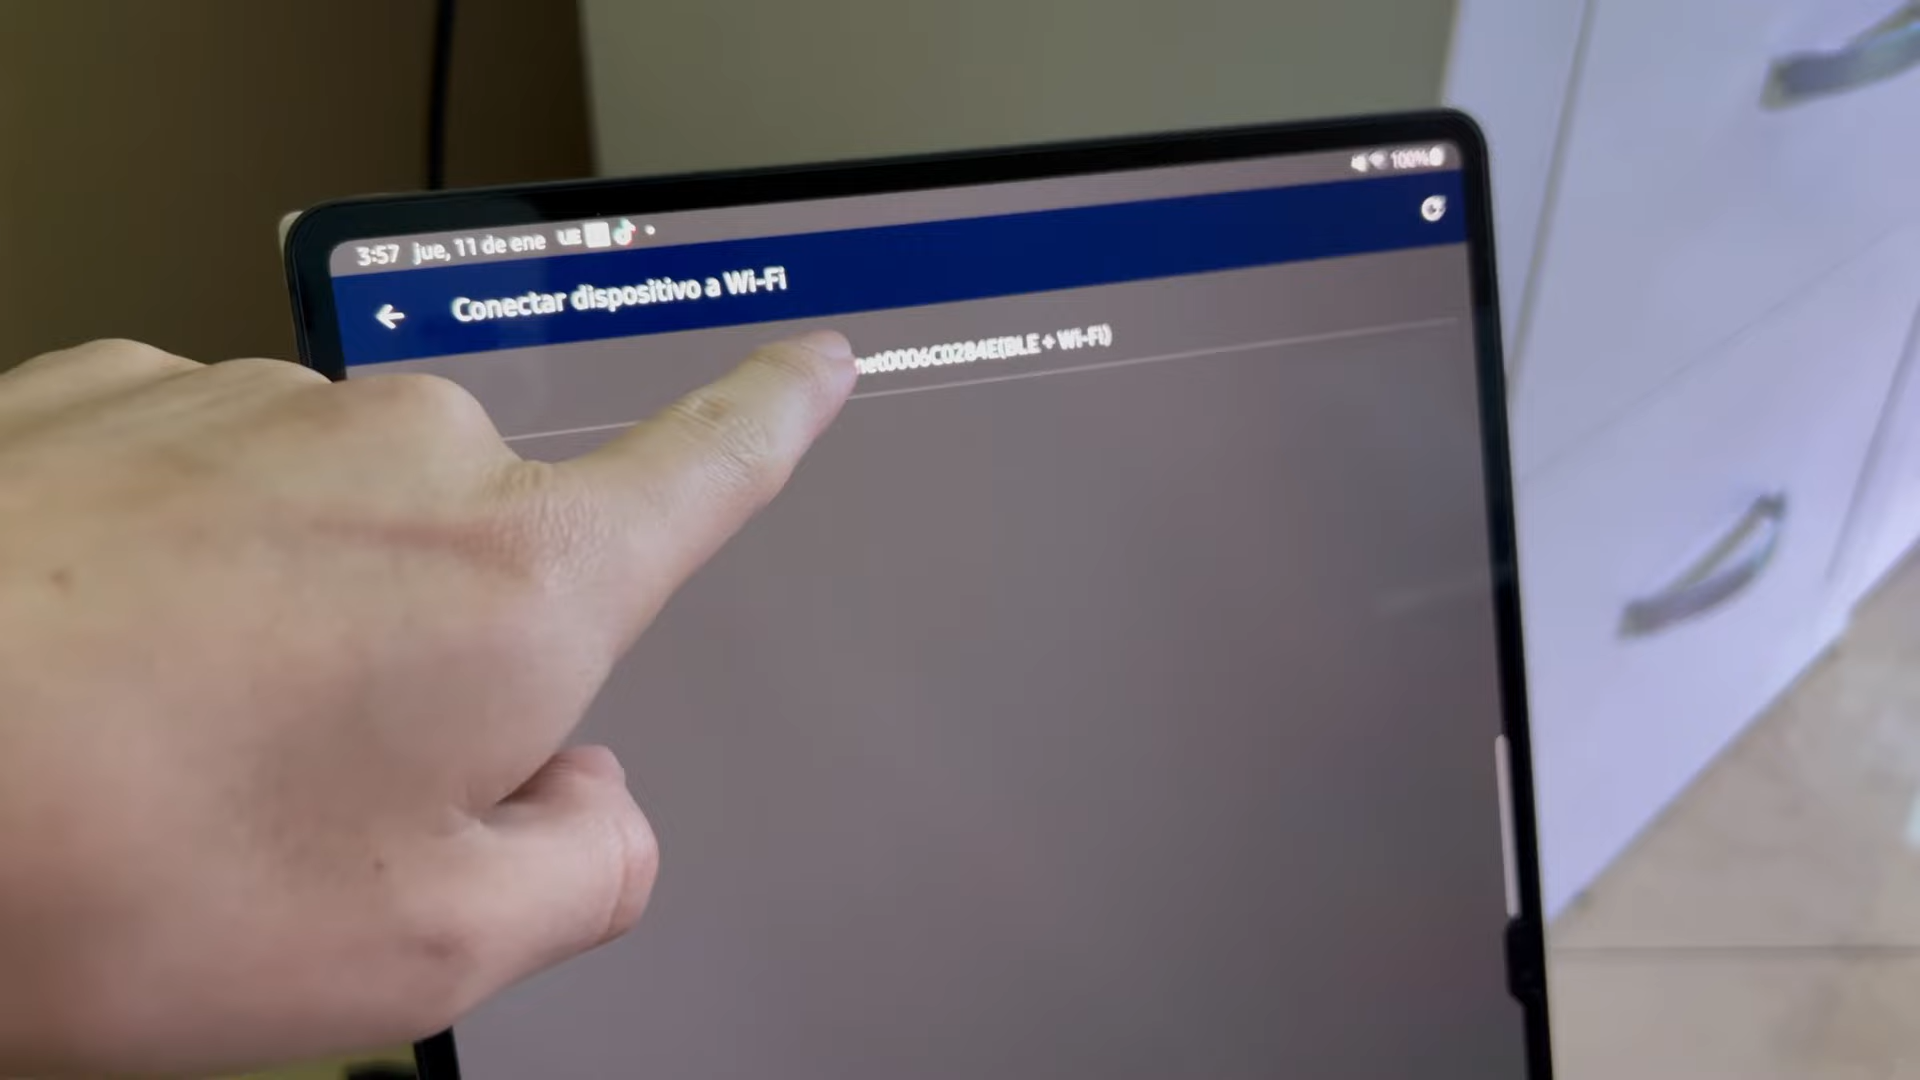 3:57 jue, 11 de ene
100%
Conectar dispositivo a Wi-Fi
net0006C0284E(BLE + Wi-Fi)